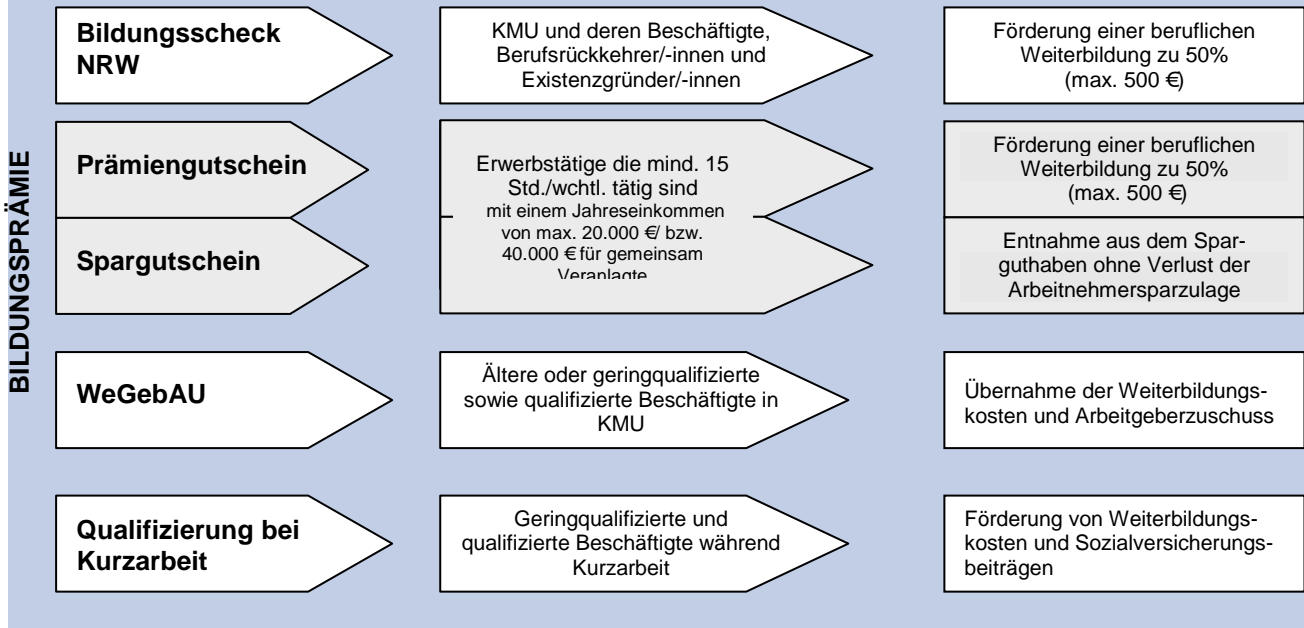 BILDUNGSPRÄMIE
Bildungsscheck
NRW
KMU und deren Beschäftigte,
Berufsrückkehrer/-innen und
Existenzgründer/-innen
Förderung einer beruflichen
Weiterbildung zu 50%
(max. 500 €)
Prämiengutschein
Spargutschein
Erwerbstätige die mind. 15
Std./wchtl. tätig sind
mit einem Jahreseinkommen
von max. 20.000 €/ bzw.
40.000 € für gemeinsam
Veranlagte
Förderung einer beruflichen
Weiterbildung zu 50%
(max. 500 €)
Entnahme aus dem Spar-
guthaben ohne Verlust der
Arbeitnehmersparzulage
WeGebAU
Ältere oder geringqualifizierte
sowie qualifizierte Beschäftigte in
KMU
Übernahme der Weiterbildungs-
kosten und Arbeitgeberzuschuss
Qualifizierung bei
Kurzarbeit
Geringqualifizierte und
qualifizierte Beschäftigte während
Kurzarbeit
Förderung von Weiterbildungs-
kosten und Sozialversicherungs-
beiträgen